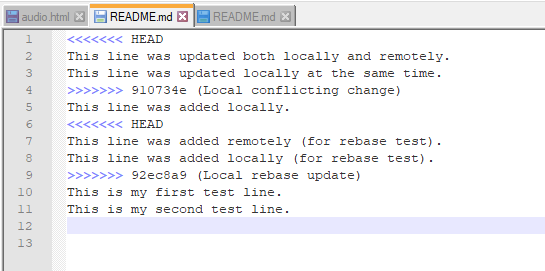 audio.html README.md README.md
1 <<<<<<< HEAD
2 This line was updated both locally and remotely.
3 This line was updated locally at the same time.
4 >>>>>>> 910734e (Local conflicting change)
5 This line was added locally.
6 <<<<<<< HEAD
7 This line was added remotely (for rebase test).
8 This line was added locally (for rebase test).
9 >>>>>>> 92ec8a9 (Local rebase update)
10 This is my first test line.
11 This is my second test line.
12
13